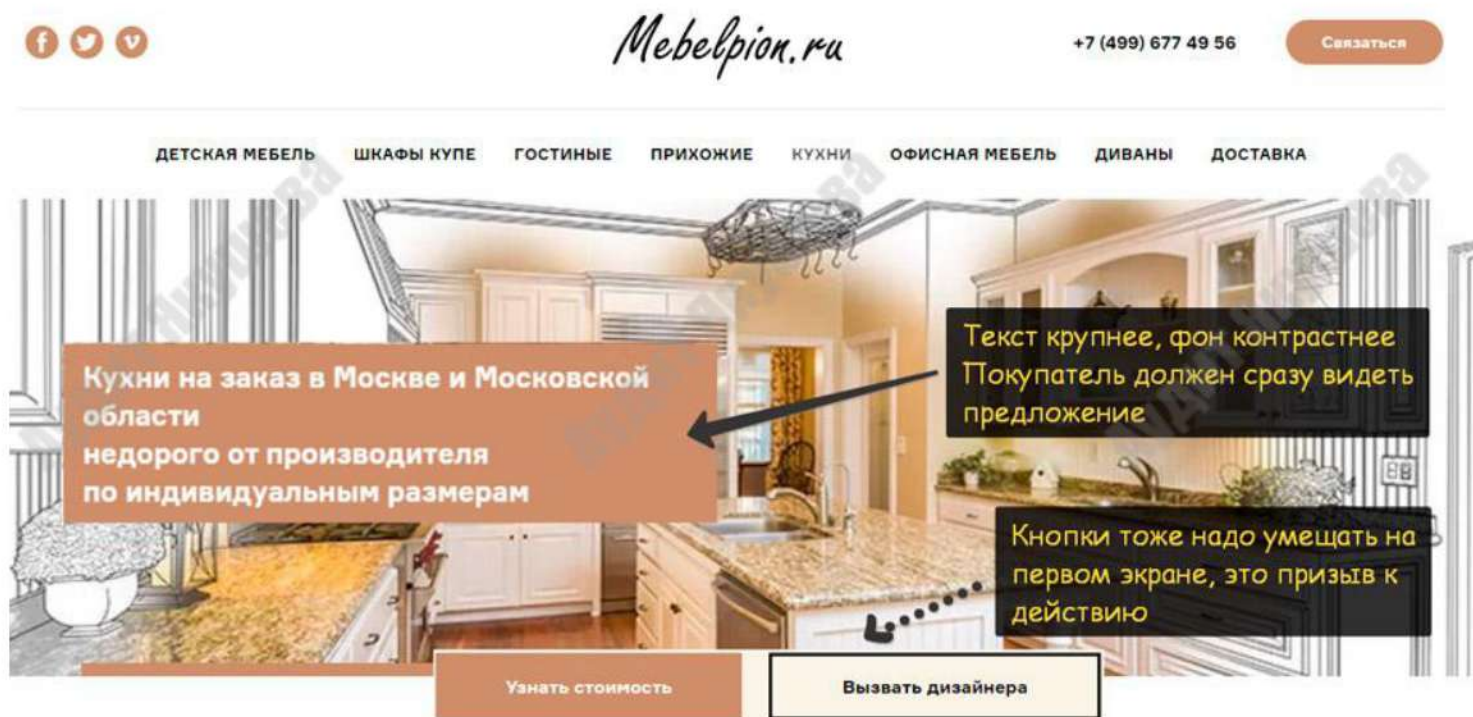 Mebelpion.ru
+7 (499) 677 49 56
Связаться
ДЕТСКАЯ МЕБЕЛЬ ШКАФЫ КУПЕ ГОСТИНЫЕ ПРИХОЖИЕ КУХНИ ОФИСНАЯ МЕБЕЛЬ ДИВАНЫ ДОСТАВКА
Кухни на заказ в Москве и Московской
области
недорого от производителя
по индивидуальным размерам
Текст крупнее, фон контрастнее
Покупатель должен сразу видеть
предложение
Кнопки тоже надо умещать на
первом экране, это призыв к
действию
Узнать стоимость
Вызвать дизайнера